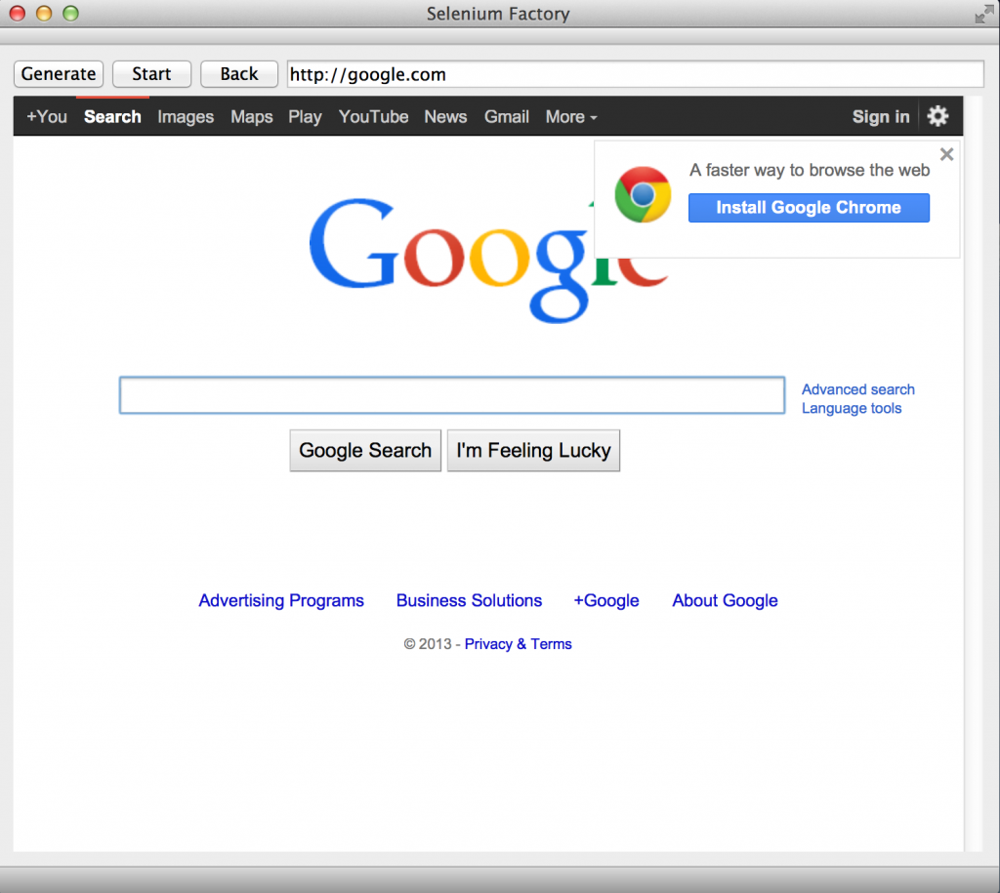 Selenium Factory
Generate Start Back http://google.com
+You Search Images Maps Play YouTube News Gmail More Sign in
A faster way to browse the web
Install Google Chrome
Google
Advanced search
Language tools
Google Search I'm Feeling Lucky
Advertising Programs Business Solutions +Google About Google
© 2013 - Privacy & Terms